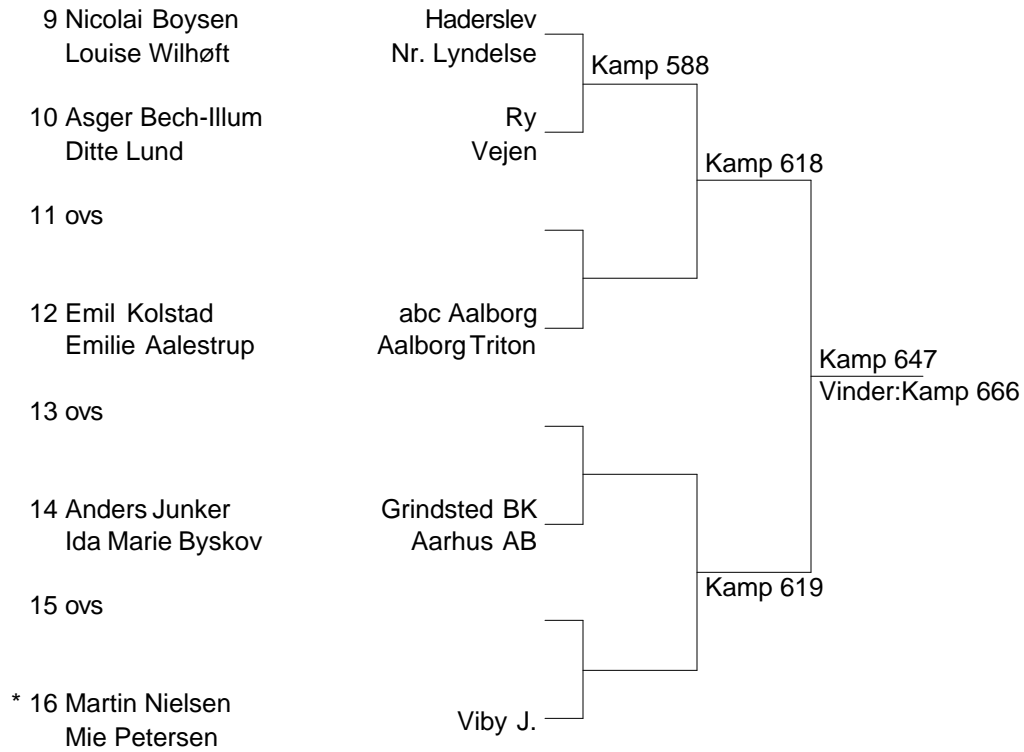 9 Nicolai Boysen Haderslev
Louise Wilhøft Nr. Lyndelse
Kamp 588
10 Asger Bech-Illum Ry
Ditte Lund Vejen
Kamp 618
11 ovs
12 Emil Kolstad abc Aalborg
Emilie Aalestrup Aalborg Triton
Kamp 647
Vinder:Kamp 666
13 ovs
14 Anders Junker Grindsted BK
Ida Marie Byskov Aarhus AB
Kamp 619
15 ovs
* 16 Martin Nielsen Viby J.
Mie Petersen